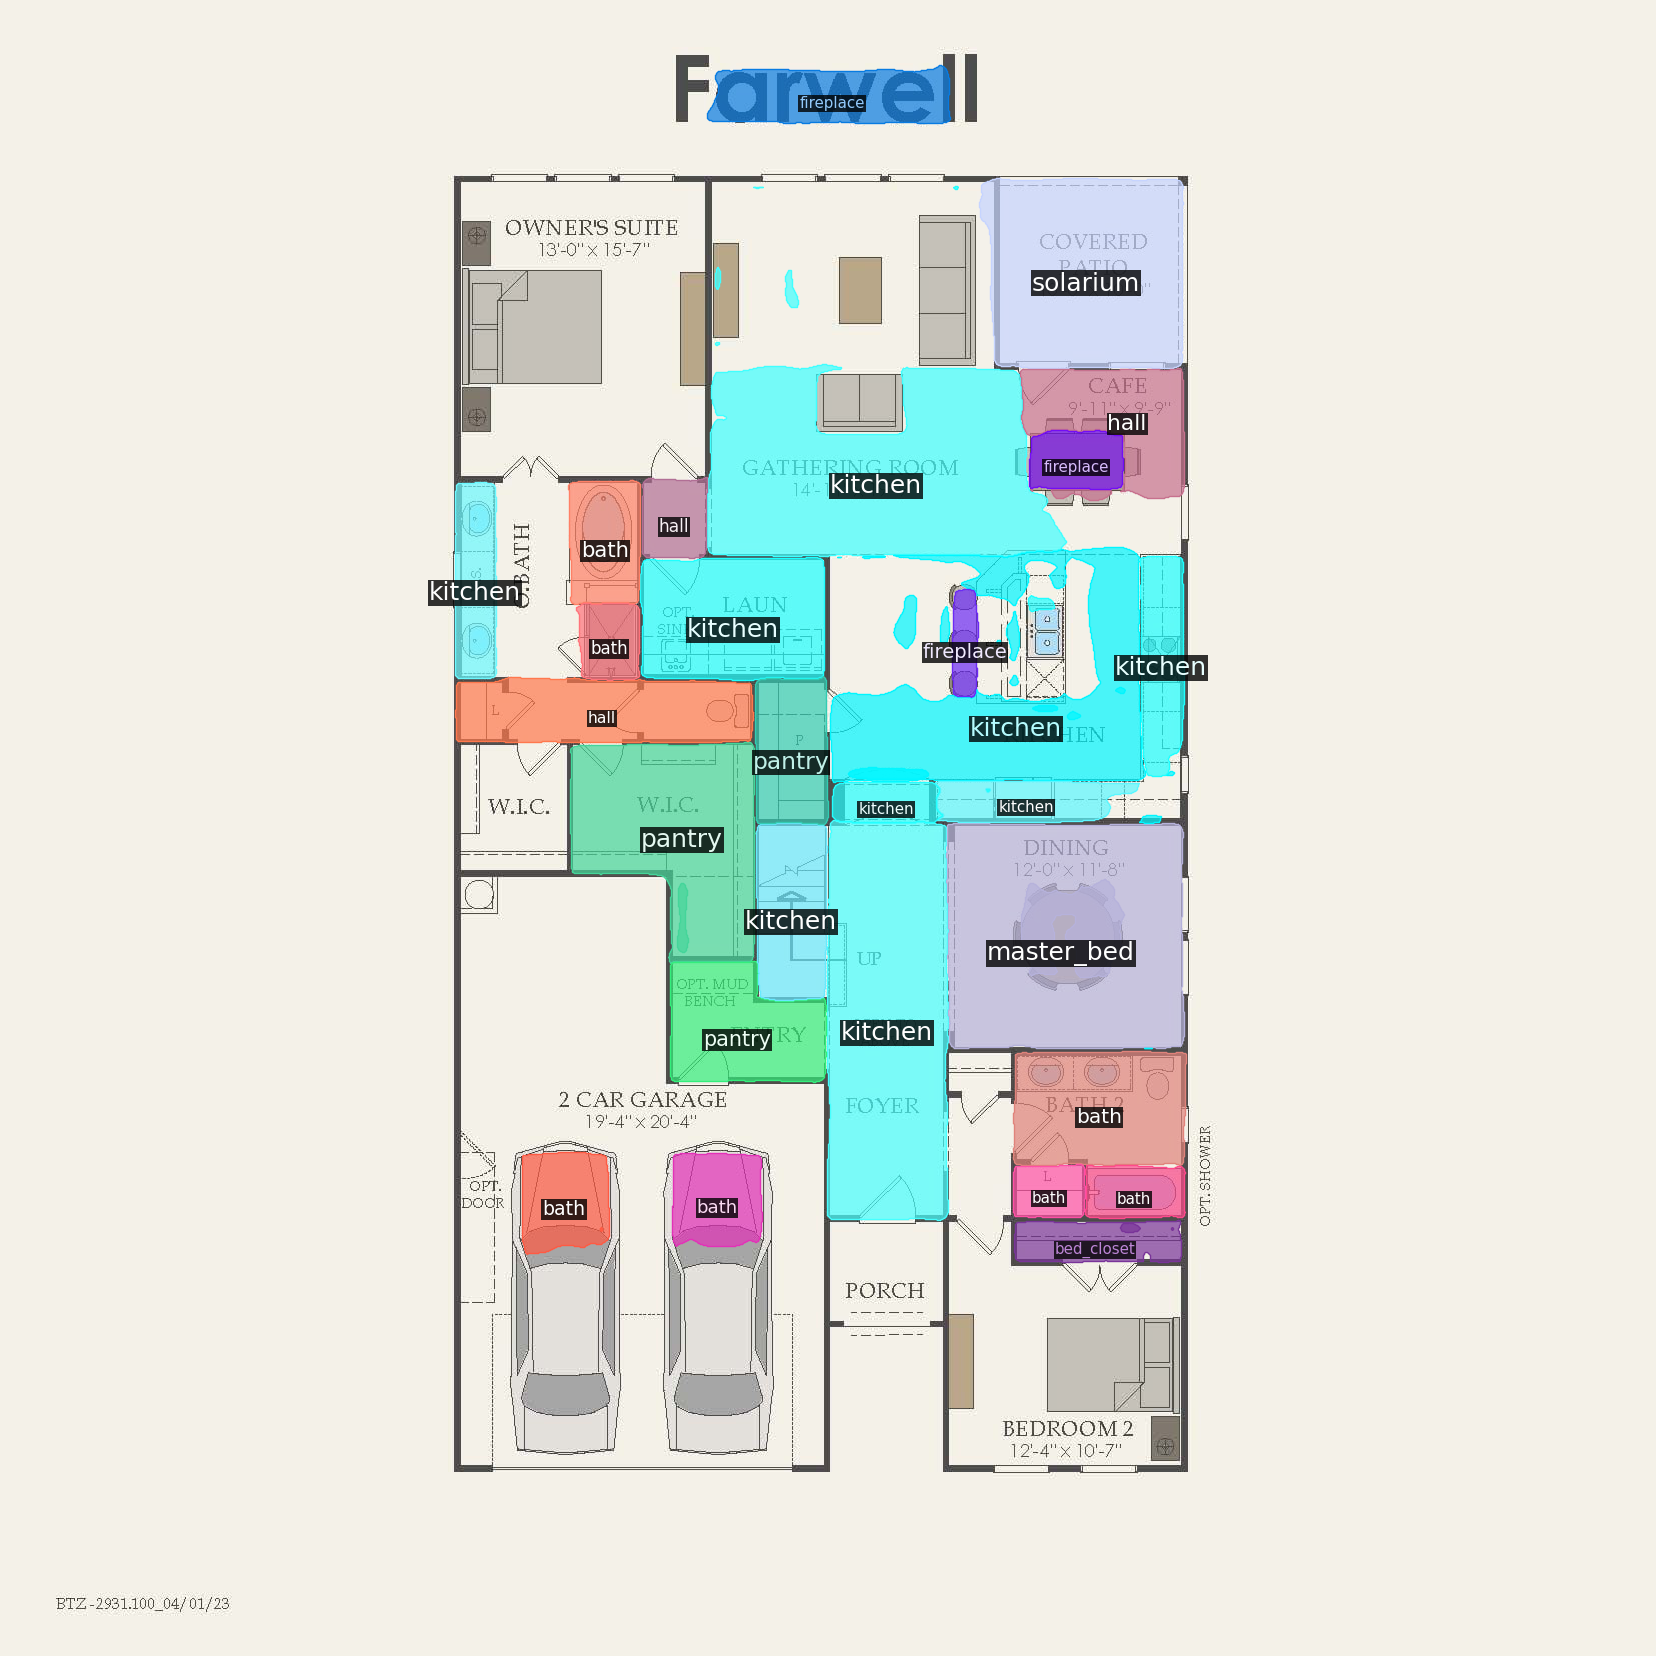 Farwell
fireplace
OWNER'S SUITE
13'-0" x 15'-7"
COVERED
PATIO
solarium
CAFE
9'-11" x 9'-9"
hall
fireplace
GATHERING ROOM
14'-
kitchen
hall
bath
O.BATH
kitchen
LAUN
OPT.
kitchen
bath
fireplace
kitchen
L
hall
P
pantry
kitchen
W.I.C.
W.I.C.
pantry
kitchen
kitchen
DINING
12'-0" x 11'-8"
master_bed
kitchen
UP
OPT. MUD
BENCH
pantry
kitchen
2 CAR GARAGE
19'-4" x 20'-4"
FOYER
BATH 2
bath
OPT. SHOWER
L
bath
bath
OPT.
DOOR
bath
bath
bed_closet
PORCH
BEDROOM 2
12'-4" x 10'-7"
BTZ-2931.100_04/01/23